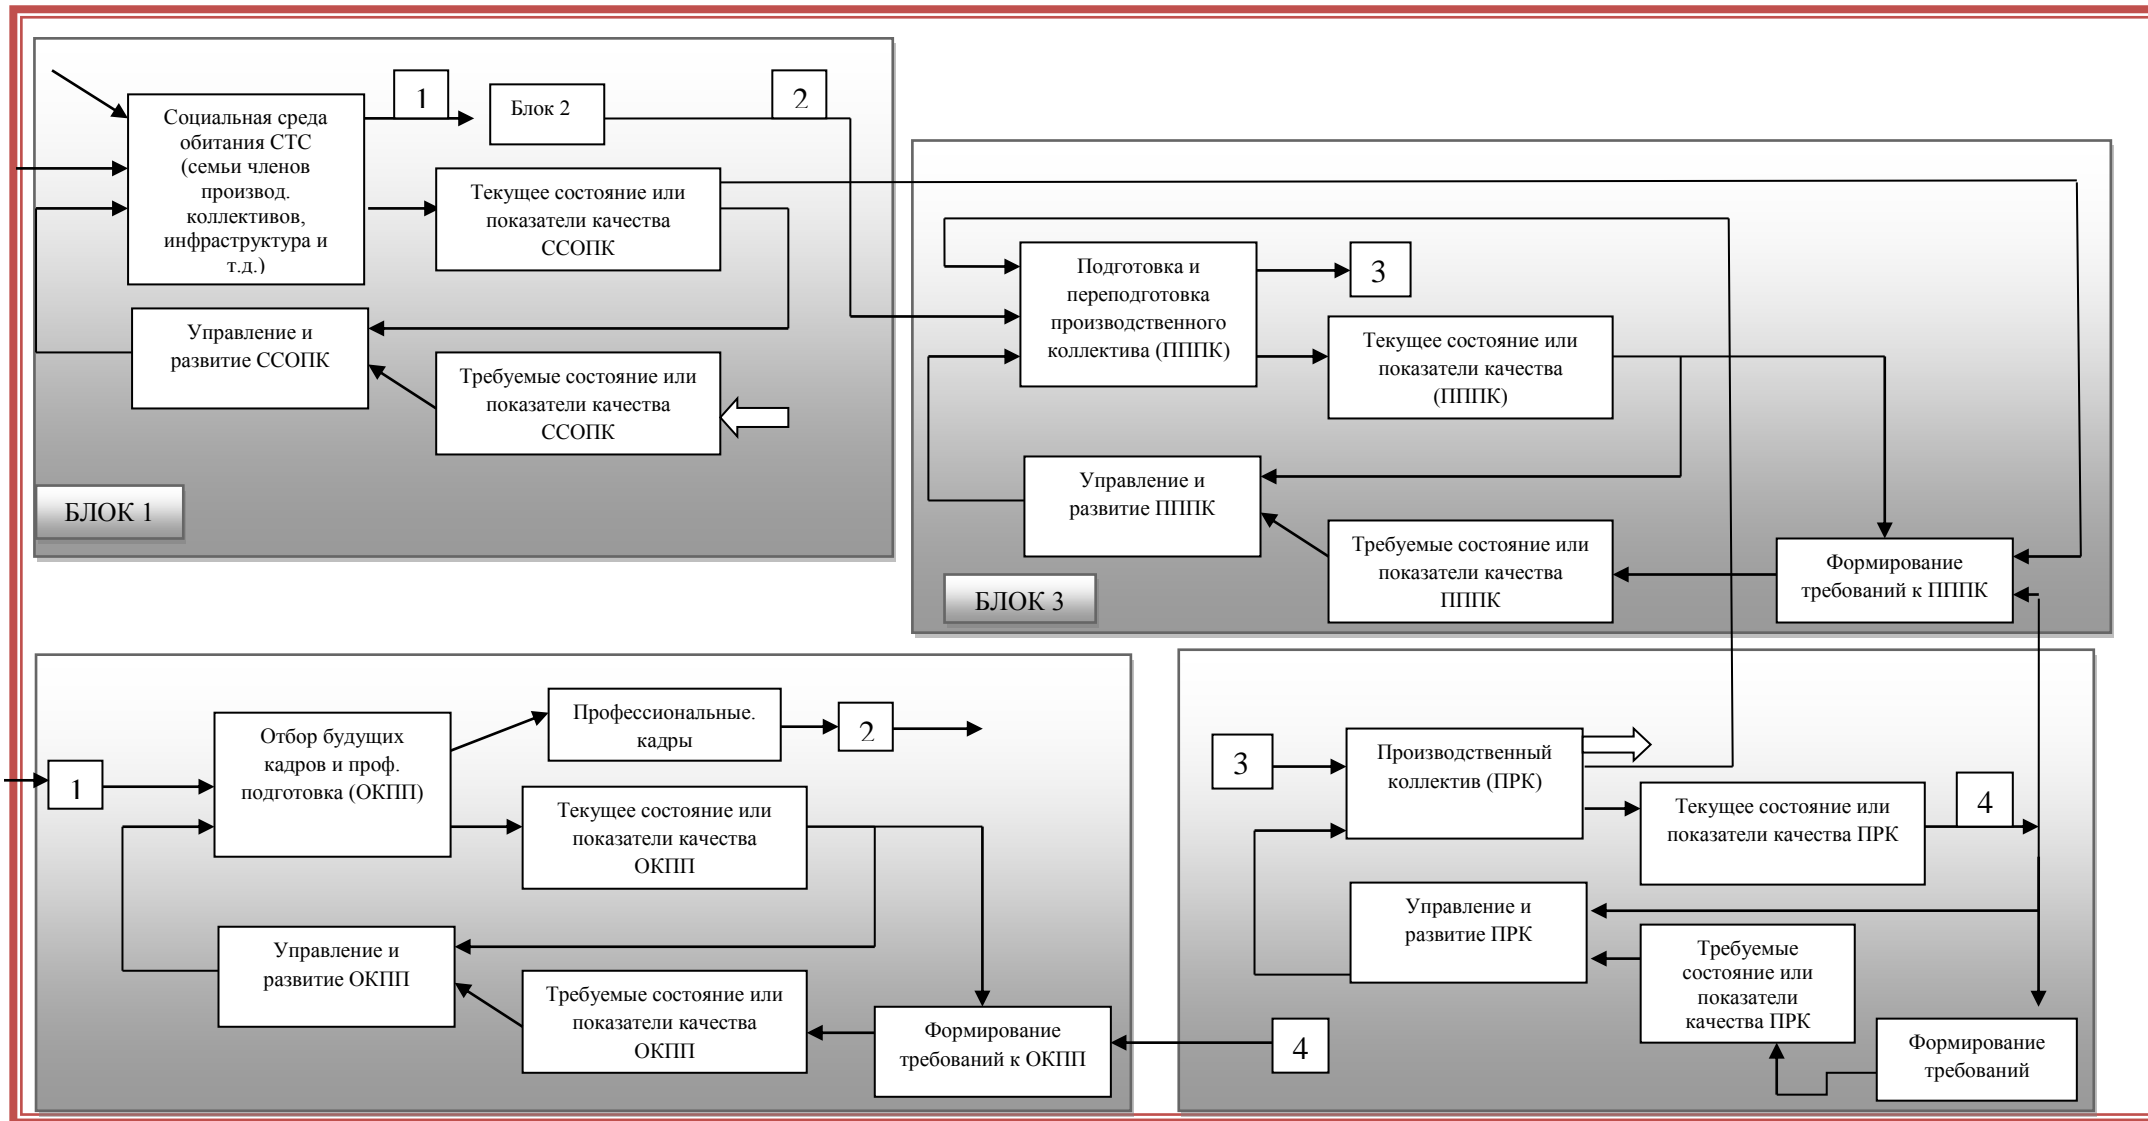 Социальная среда
обитания СТС
(семьи членов
производ.
коллективов,
инфраструктура и
т.д.)
1
Блок 2
2
Текущее состояние или
показатели качества
ССОПК
Управление и
развитие ССОПК
Требуемые состояние или
показатели качества
ССОПК
БЛОК 1
Подготовка и
переподготовка
производственного
коллектива (ПППК)
3
Текущее состояние или
показатели качества
(ПППК)
Управление и
развитие ПППК
Требуемые состояние или
показатели качества
ПППК
Формирование
требований к ПППК
БЛОК 3
1
Отбор будущих
кадров и проф.
подготовка (ОКПП)
Профессиональные.
кадры
2
Текущее состояние или
показатели качества
ОКПП
Управление и
развитие ОКПП
Требуемые состояние или
показатели качества
ОКПП
Формирование
требований к ОКПП
3
Производственный
коллектив (ПРК)
Текущее состояние или
показатели качества ПРК
4
Управление и
развитие ПРК
Требуемые
состояние или
показатели
качества ПРК
4
Формирование
требований